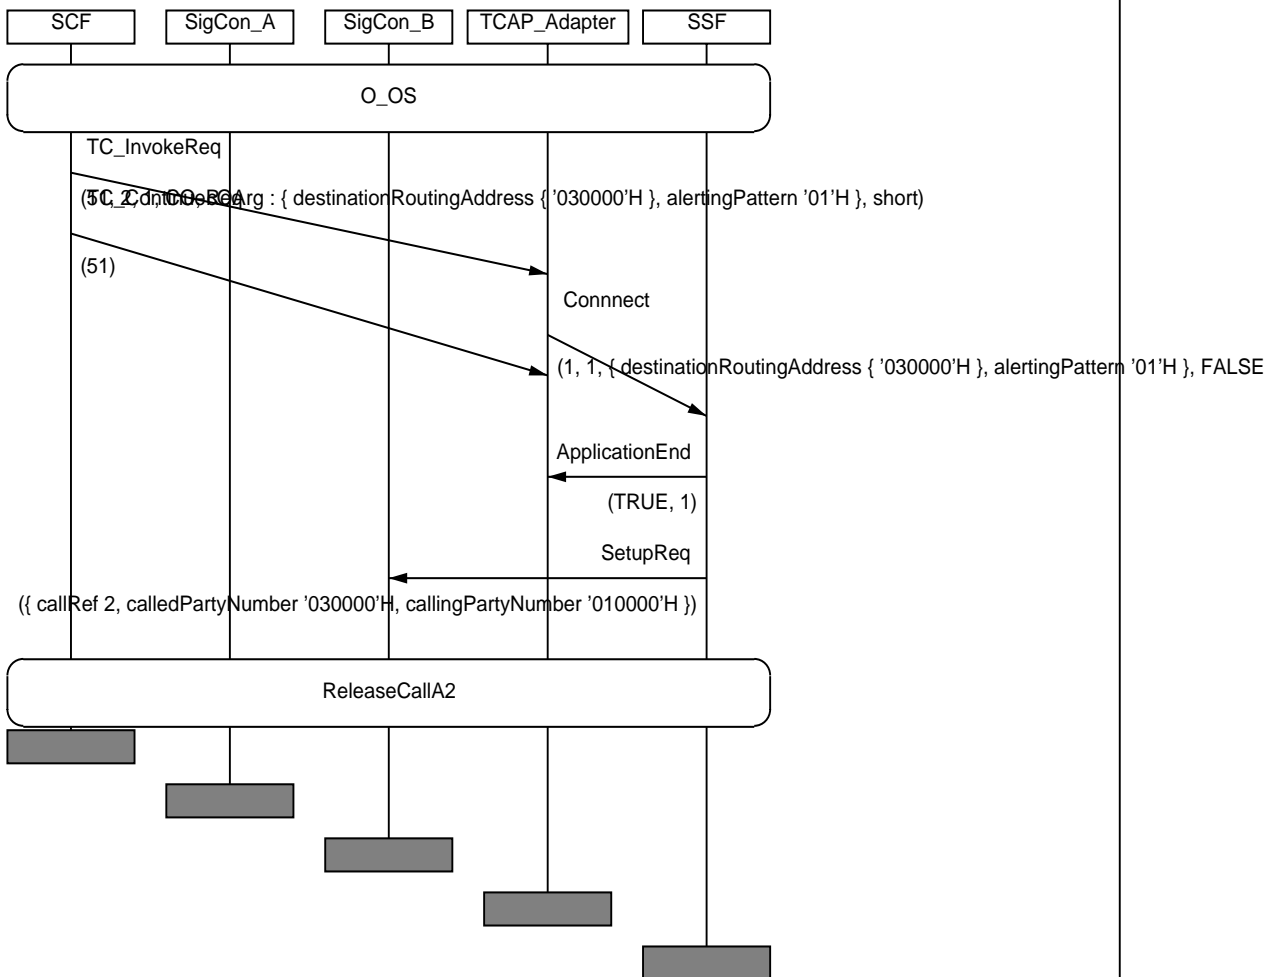 SCF SigCon_A SigCon_B TCAP_Adapter SSF
O_OS
TC_InvokeReq
TC_ContinueReq
: { destinationRoutingAddress { '030000'H }, alertingPattern '01'H }, short)
(51)
Connnect
(1, 1, { destinationRoutingAddress { '030000'H }, alertingPattern '01'H }, FALSE
ApplicationEnd
(TRUE, 1)
SetupReq
({ callRef 2, calledPartyNumber '030000'H, callingPartyNumber '010000'H })
ReleaseCallA2